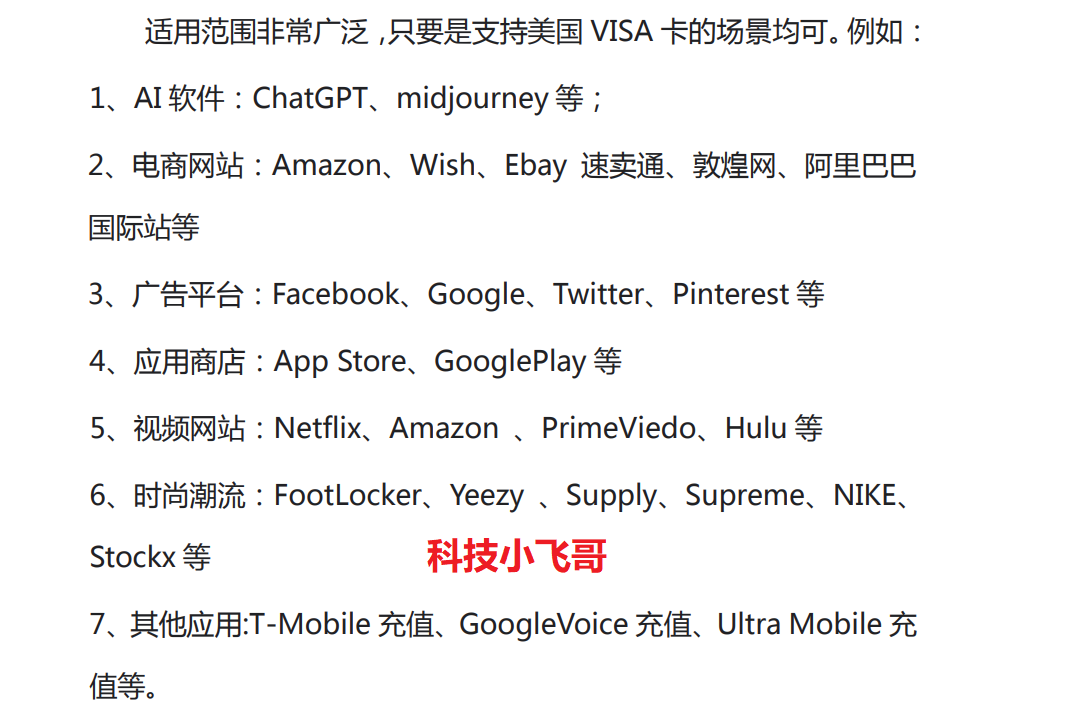 适用范围非常广泛,只要是支持美国 VISA 卡的场景均可。例如：
1、AI 软件：ChatGPT、midjourney 等；
2、电商网站：Amazon、Wish、Ebay 速卖通、敦煌网、阿里巴巴
国际站等
3、广告平台：Facebook、Google、Twitter、Pinterest 等
4、应用商店：App Store、GooglePlay 等
5、视频网站：Netflix、Amazon 、PrimeViedo、Hulu 等
6、时尚潮流：FootLocker、Yeezy 、Supply、Supreme、NIKE、
Stockx 等
科技小飞哥
7、其他应用:T-Mobile 充值、GoogleVoice 充值、Ultra Mobile 充
值等。